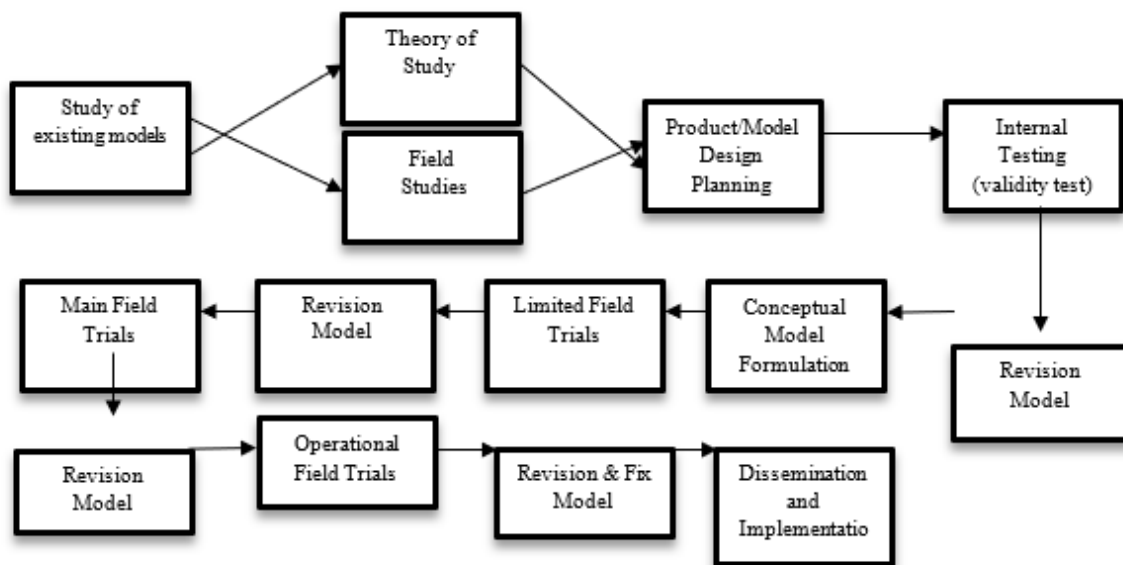 Study of
existing models
Theory of
Study
Field
Studies
Product/Model
Design
Planning
Internal
Testing
(validity test)
Main Field
Trials
Revision
Model
Limited Field
Trials
Conceptual
Model
Formulation
Revision
Model
Revision
Model
Operational
Field Trials
Revision & Fix
Model
Dissemination
and
Implementatio